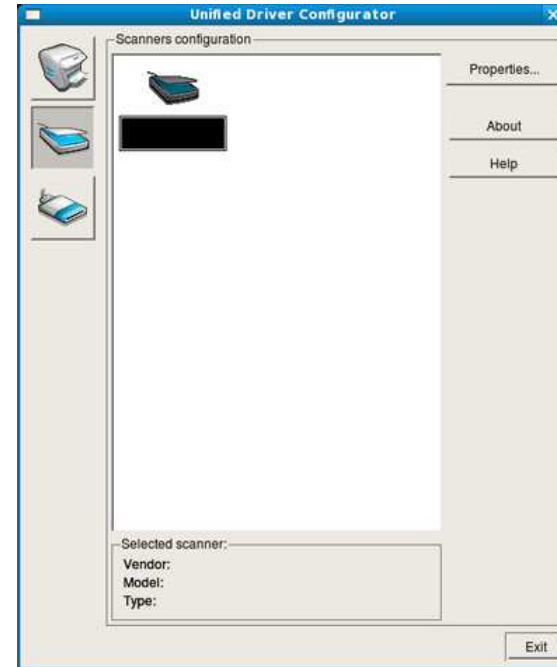 Unified Driver Configurator
Scanners configuration
Properties...
About
Help
Selected scanner:
Vendor:
Model:
Type:
Exit